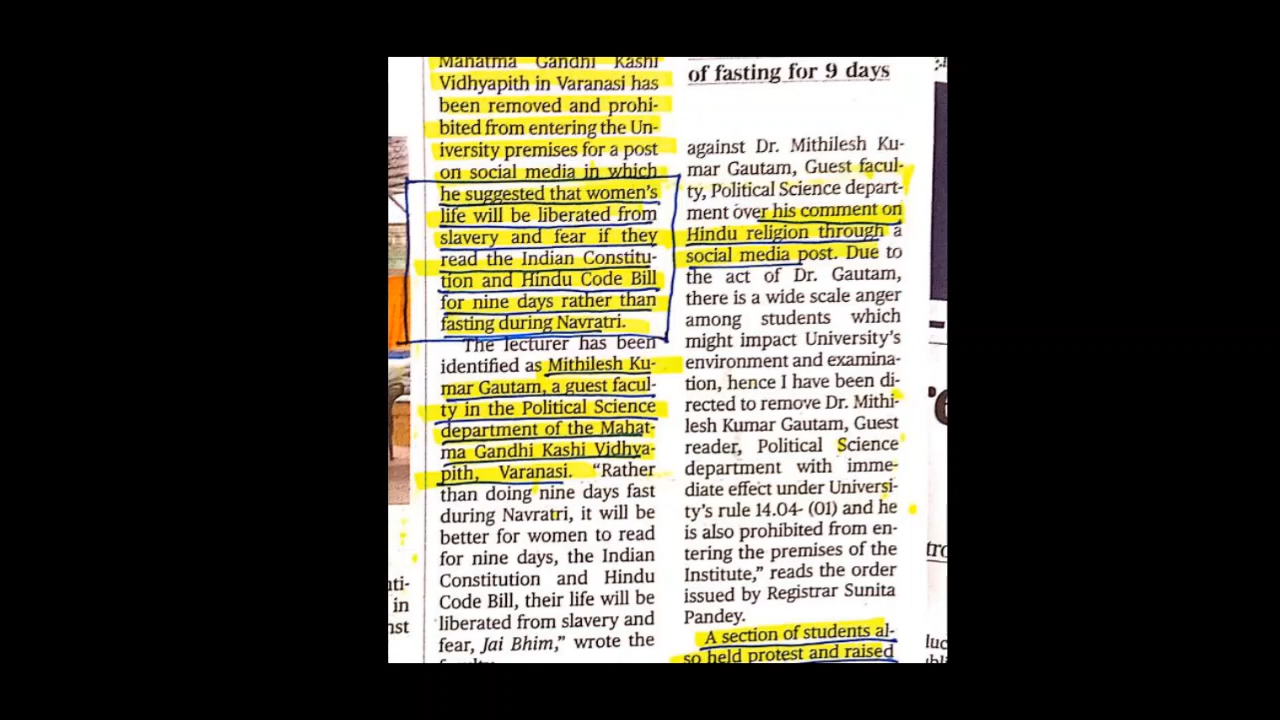 Mahatma Gandhi Kashi
Vidhyapith in Varanasi has
been removed and prohi-
bited from entering the Un-
iversity premises for a post
on social media in which
he suggested that women's
life will be liberated from
slavery and fear if they
read the Indian Constitu-
tion and Hindu Code Bill
for nine days rather than
fasting during Navratri.
The lecturer has been
identified as Mithilesh Ku-
mar Gautam, a guest facul-
ty in the Political Science
department of the Mahat-
ma Gandhi Kashi Vidhya-
pith, Varanasi. “Rather
than doing nine days fast
during Navratri, it will be
better for women to read
for nine days, the Indian
Constitution and Hindu
Code Bill, their life will be
liberated from slavery and
fear, Jai Bhim,” wrote the
of fasting for 9 days
against Dr. Mithilesh Ku-
mar Gautam, Guest facul-
ty, Political Science depart-
ment over his comment on
Hindu religion through a
social media post. Due to
the act of Dr. Gautam,
there is a wide scale anger
among students which
might impact University's
environment and examina-
tion, hence I have been di-
rected to remove Dr. Mithi-
lesh Kumar Gautam, Guest
reader, Political Science
department with imme-
diate effect under Universi-
ty's rule 14.04- (01) and he
is also prohibited from en-
tering the premises of the
Institute,” reads the order
issued by Registrar Sunita
Pandey.
A section of students al-
so held protest and raised